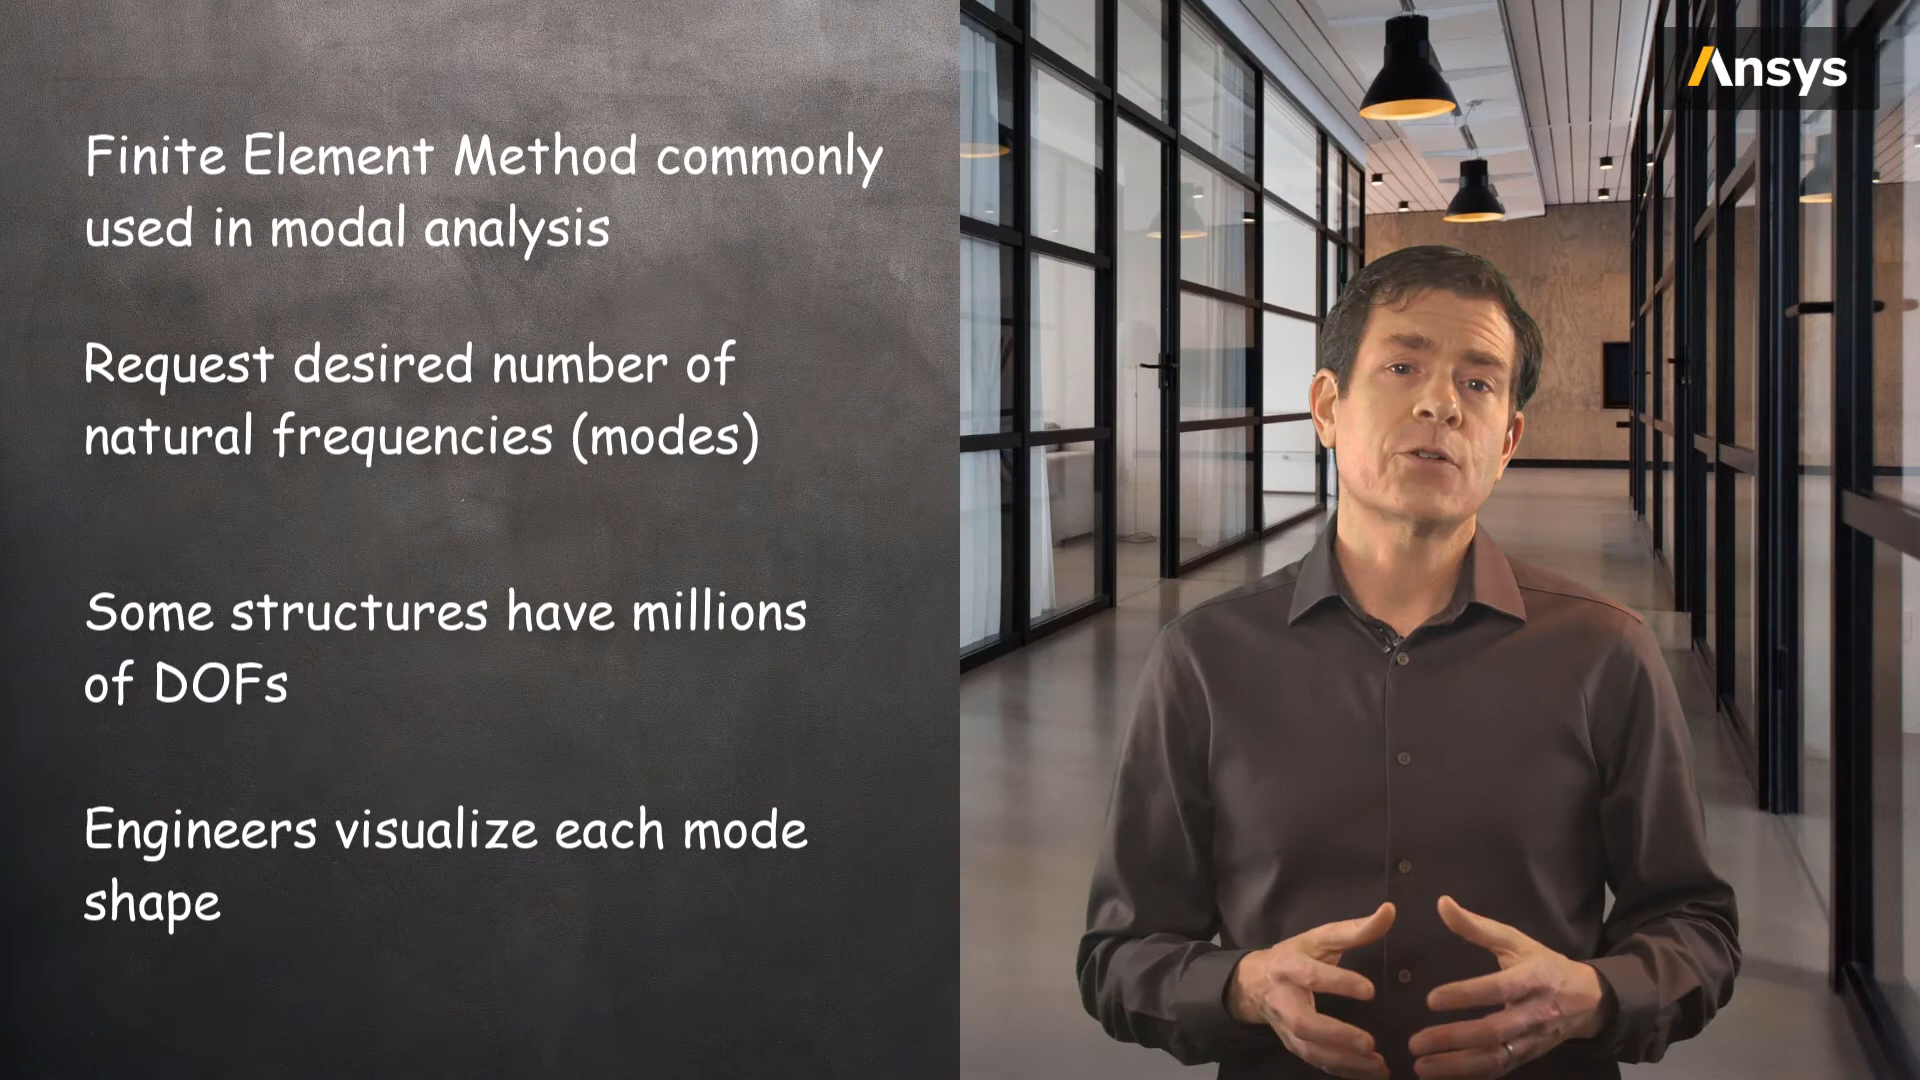 Finite Element Method commonly
used in modal analysis
Request desired number of
natural frequencies (modes)
Some structures have millions
of DOFs
Engineers visualize each mode
shape
Ansys